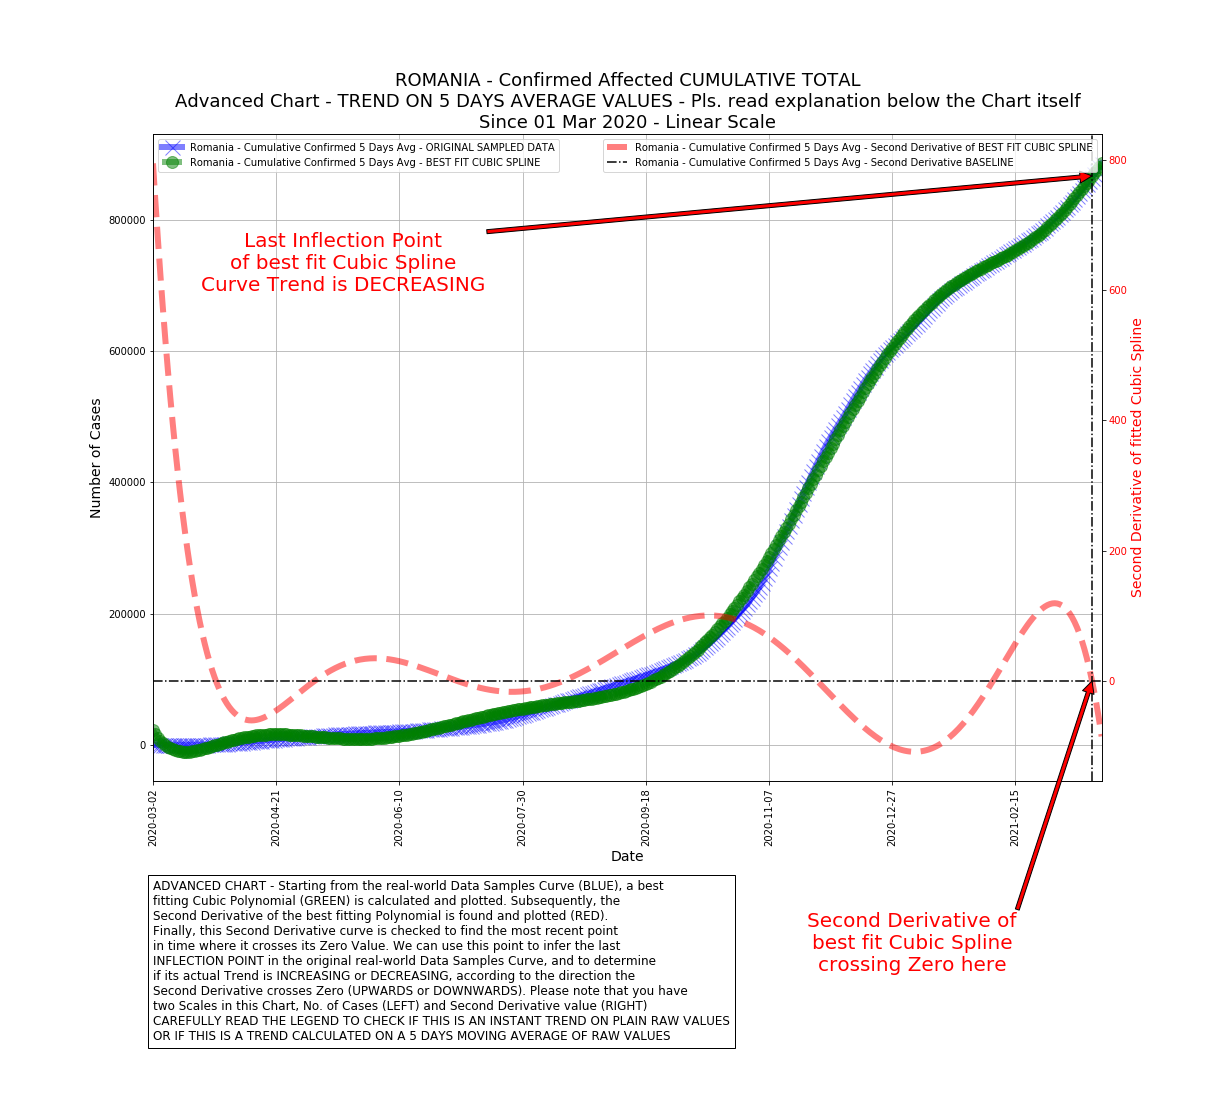 ROMANIA - Confirmed Affected CUMULATIVE TOTAL
Advanced Chart - TREND ON 5 DAYS AVERAGE VALUES - Pls. read explanation below the Chart itself
Since 01 Mar 2020 - Linear Scale
Romania - Cumulative Confirmed 5 Days Avg - ORIGINAL SAMPLED DATA
Romania - Cumulative Confirmed 5 Days Avg - BEST FIT CUBIC SPLINE
Romania - Cumulative Confirmed 5 Days Avg - Second Derivative of BEST FIT CUBIC SPLINE
Romania - Cumulative Confirmed 5 Days Avg - Second Derivative BASELINE
Last Inflection Point
of best fit Cubic Spline
Curve Trend is DECREASING
Number of Cases
800000
600000
400000
200000
0
800
600
400
200
0
Second Derivative of fitted Cubic Spline
2020-03-02
2020-04-21
2020-06-10
2020-07-30
2020-09-18
2020-11-07
2020-12-27
2021-02-15
Date
Second Derivative of
best fit Cubic Spline
crossing Zero here
ADVANCED CHART - Starting from the real-world Data Samples Curve (BLUE), a best
fitting Cubic Polynomial (GREEN) is calculated and plotted. Subsequently, the
Second Derivative of the best fitting Polynomial is found and plotted (RED).
Finally, this Second Derivative curve is checked to find the most recent point
in time where it crosses its Zero Value. We can use this point to infer the last
INFLECTION POINT in the original real-world Data Samples Curve, and to determine
if its actual Trend is INCREASING or DECREASING, according to the direction the
Second Derivative crosses Zero (UPWARDS or DOWNWARDS). Please note that you have
two Scales in this Chart, No. of Cases (LEFT) and Second Derivative value (RIGHT)
CAREFULLY READ THE LEGEND TO CHECK IF THIS IS AN INSTANT TREND ON PLAIN RAW VALUES
OR IF THIS IS A TREND CALCULATED ON A 5 DAYS MOVING AVERAGE OF RAW VALUES